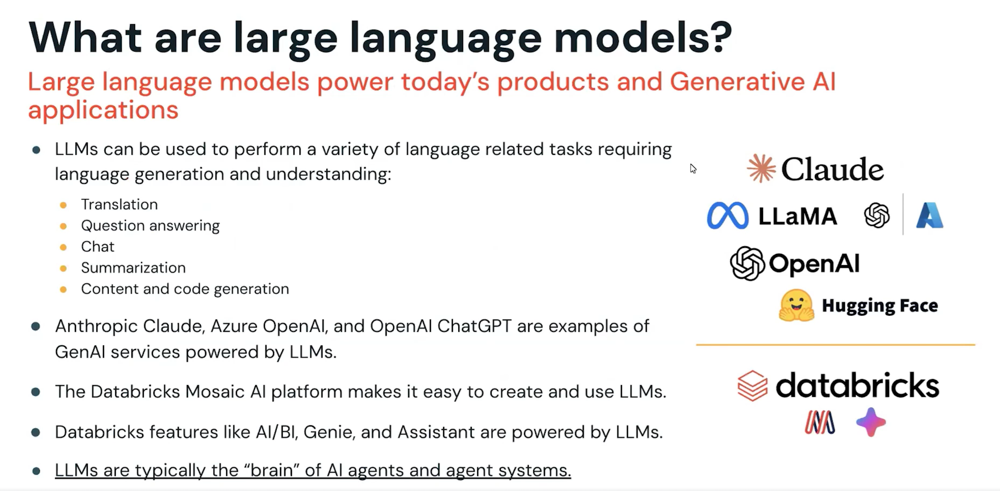 What are large language models?
Large language models power today’s products and Generative AI
applications
LLMs can be used to perform a variety of language related tasks requiring
language generation and understanding:
Translation
Question answering
Chat
Summarization
Content and code generation
Anthropic Claude, Azure OpenAI, and OpenAI ChatGPT are examples of
GenAI services powered by LLMs.
The Databricks Mosaic AI platform makes it easy to create and use LLMs.
Databricks features like AI/BI, Genie, and Assistant are powered by LLMs.
LLMs are typically the “brain” of AI agents and agent systems.
Claude
LLaMA
OpenAI
Hugging Face
databricks